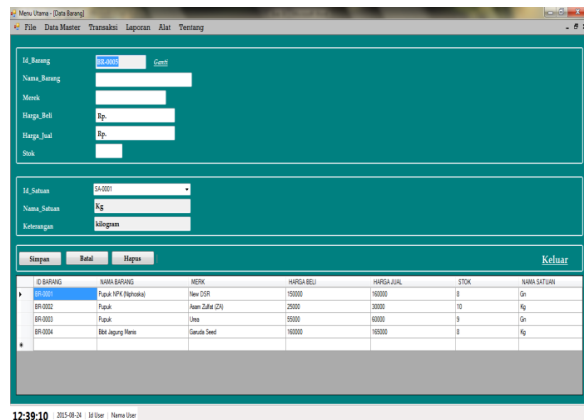 Menu Utama - [Data Barang]
File Data Master Transaksi Laporan Alat Tentang
Id_Barang BR-0005 Ganti
Nama_Barang
Merek
Harga_Beli Rp.
Harga_Jual Rp.
Stok
Id_Satuan SA-0001
Nama_Satuan Kg
Keterangan kilogram
Simpan Batal Hapus Keluar
ID BARANG NAMA BARANG MERK HARGA BELI HARGA JUAL STOK NAMA SATUAN
BR-0001 Pupuk NPK New DSR 150000 160000 0 Gn
BR-0002 Pupuk Asam Zulfat (ZA) 25000 30000 10 Kg
BR-0003 Pupuk Urea 55000 60000 9 Gn
BR-0004 Bibit Jagung Manis Garuda Seed 160000 165000 0 Kg
12:39:10 2015-08-24 Id User Nama User